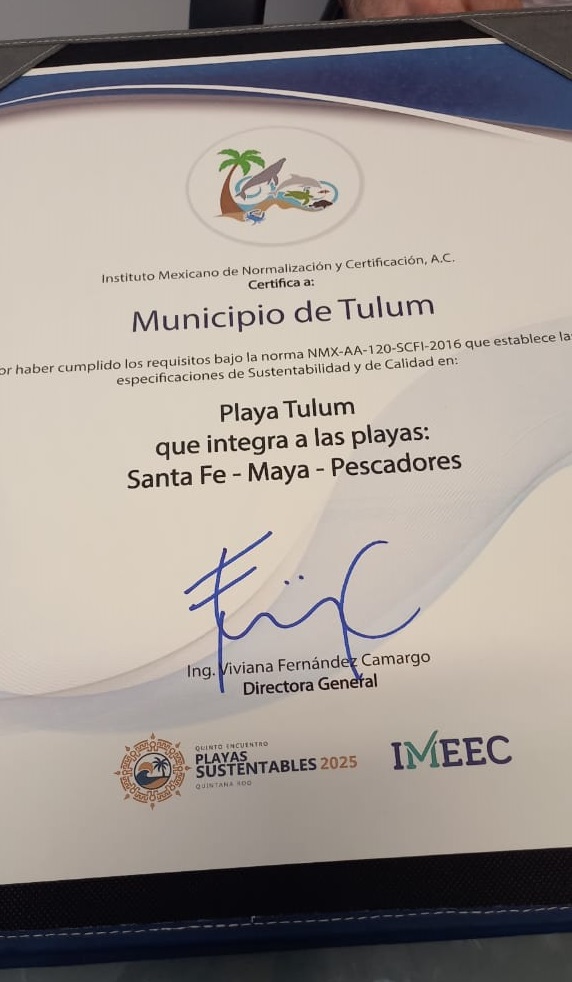 Instituto Mexicano de Normalización y Certificación, A.C.
Certifica a:
Municipio de Tulum
haber cumplido los requisitos bajo la norma NMX-AA-120-SCFI-2016 que establece
especificaciones de Sustentabilidad y de Calidad en:
Playa Tulum
que integra a las playas:
Santa Fe - Maya - Pescadores
Ing. Viviana Fernández Camargo
Directora General
QUINTO ENCUENTRO
PLAYAS
SUSTENTABLES 2025
QUINTANA ROO
IMEEC